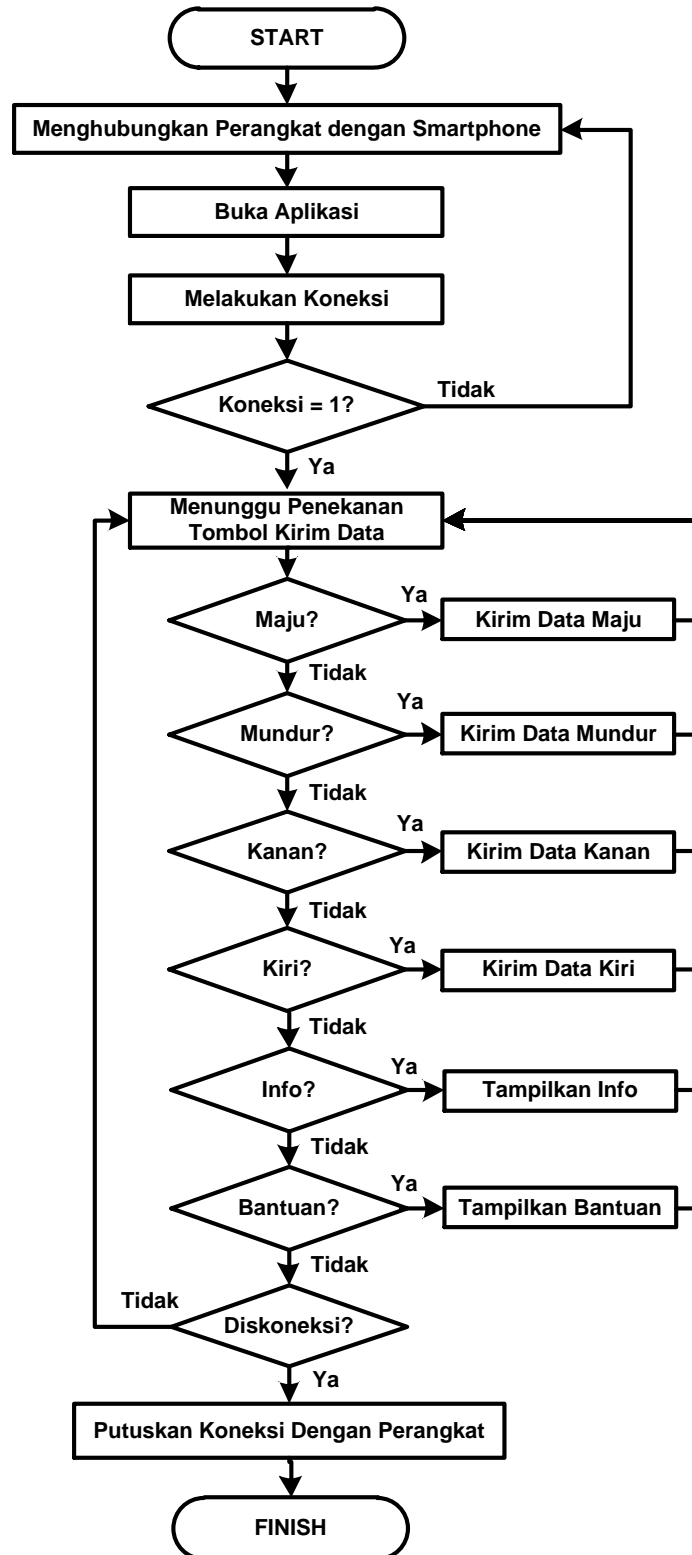 START
Menghubungkan Perangkat dengan Smartphone
Buka Aplikasi
Melakukan Koneksi
Koneksi = 1?
Tidak
Ya
Menunggu Penekanan
Tombol Kirim Data
Maju?
Ya
Kirim Data Maju
Tidak
Mundur?
Ya
Kirim Data Mundur
Tidak
Kanan?
Ya
Kirim Data Kanan
Tidak
Kiri?
Ya
Kirim Data Kiri
Tidak
Info?
Ya
Tampilkan Info
Tidak
Bantuan?
Ya
Tampilkan Bantuan
Tidak
Tidak
Diskoneksi?
Ya
Putuskan Koneksi Dengan Perangkat
FINISH